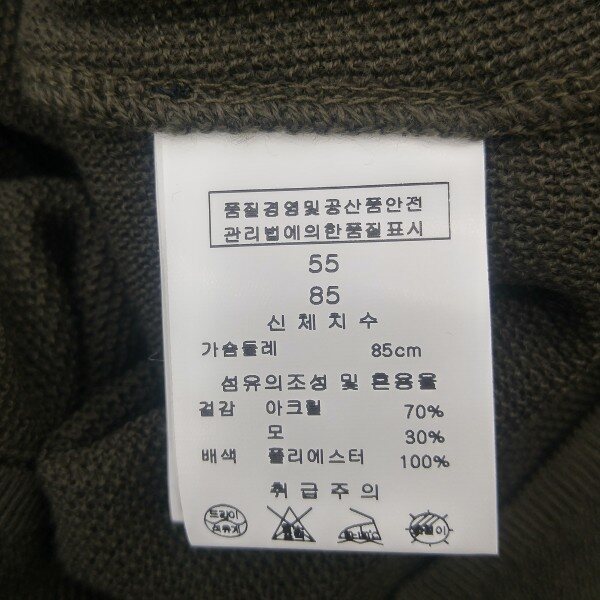 품질경영및공산품안전
관리법에의한품질표시
55
85
신체치수
가슴둘레 85cm
섬유의조성 및 혼용율
겉감 아크릴 70%
모 30%
배색 폴리에스터 100%
취급주의
드라이